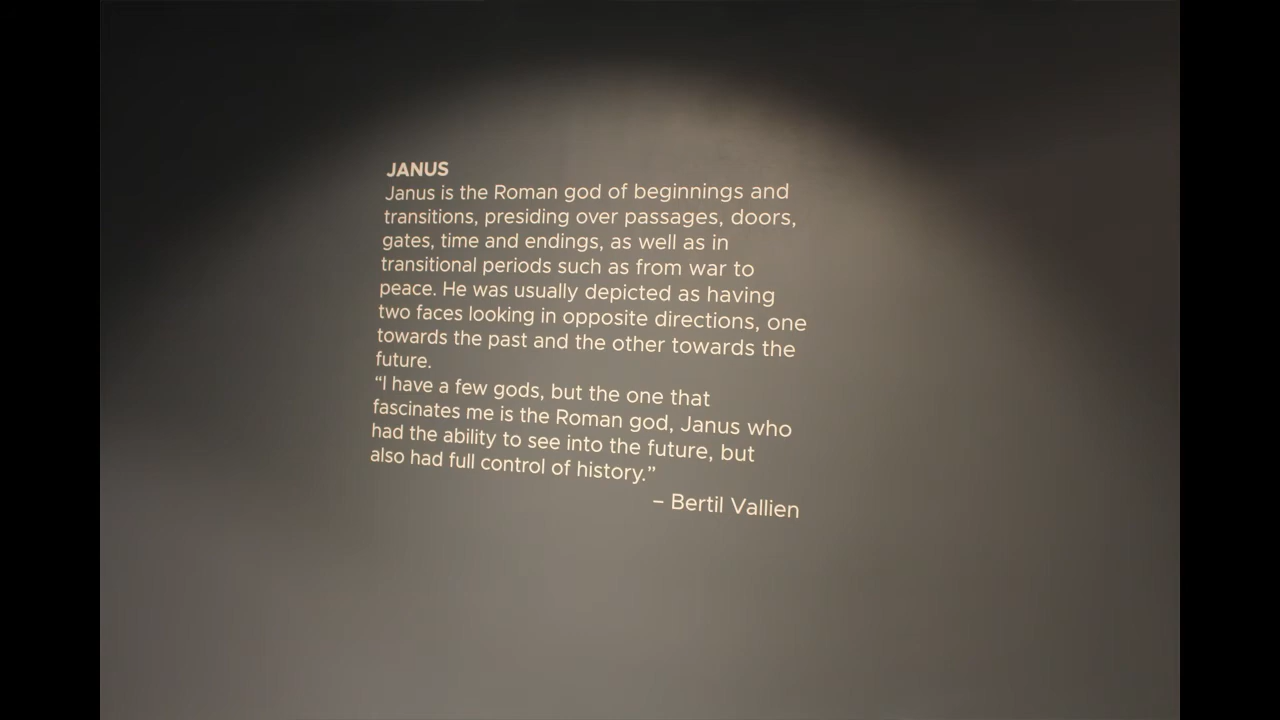 JANUS
Janus is the Roman god of beginnings and
transitions, presiding over passages, doors,
gates, time and endings, as well as in
transitional periods such as from war to
peace. He was usually depicted as having
two faces looking in opposite directions, one
towards the past and the other towards the
future.
“I have a few gods, but the one that
fascinates me is the Roman god, Janus who
had the ability to see into the future, but
also had full control of history.”
– Bertil Vallien